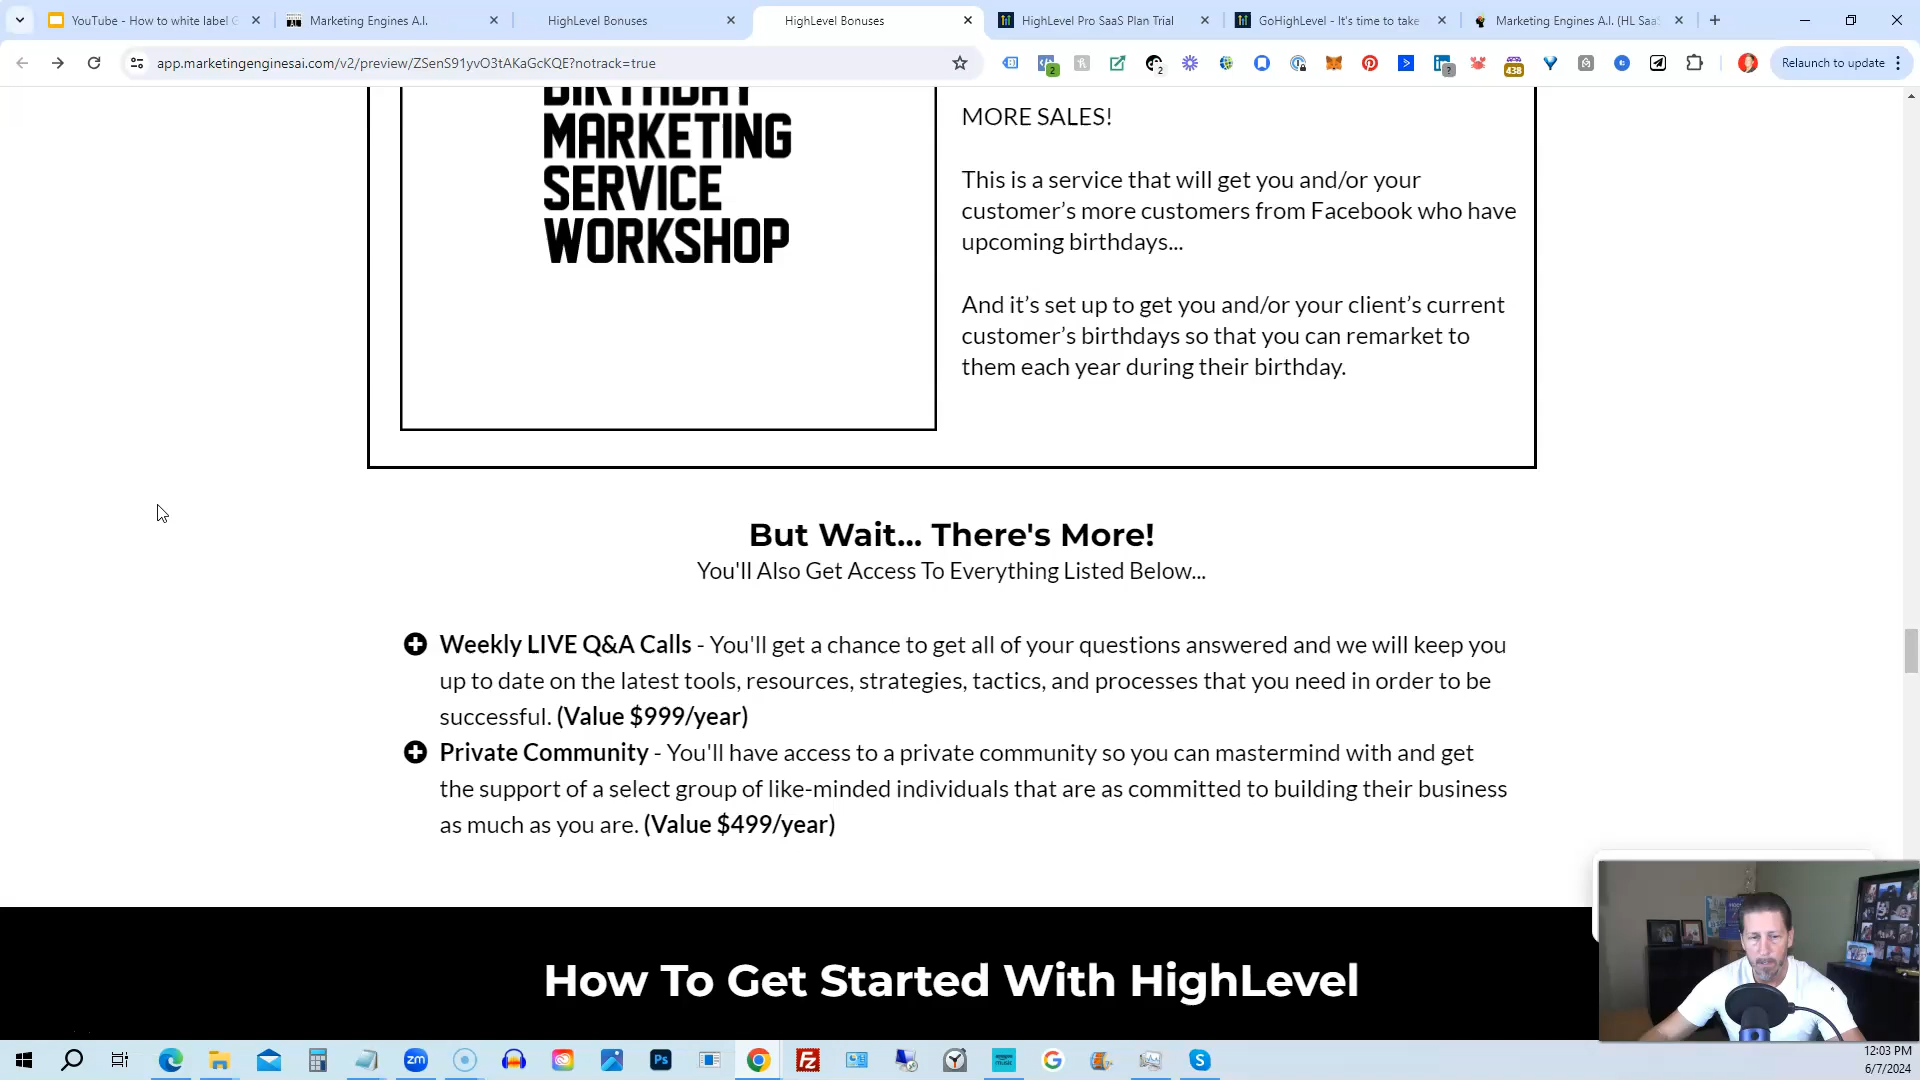 YouTube - How to white label G
Marketing Engines A.I.
HighLevel Bonuses
HighLevel Bonuses
HighLevel Pro SaaS Plan Trial
GoHighLevel - It's time to take
Marketing Engines A.I. (HL SaaS
app.marketingenginesai.com/v2/preview/ZSenS91yvO3tAKaGcKQE?notrack=true
2
2
?
438
Relaunch to update
BIRTHDAY
MARKETING
SERVICE
WORKSHOP
MORE SALES!
This is a service that will get you and/or your
customer’s more customers from Facebook who have
upcoming birthdays...
And it’s set up to get you and/or your client’s current
customer’s birthdays so that you can remarket to
them each year during their birthday.
But Wait... There's More!
You'll Also Get Access To Everything Listed Below...
Weekly LIVE Q&A Calls - You'll get a chance to get all of your questions answered and we will keep you
up to date on the latest tools, resources, strategies, tactics, and processes that you need in order to be
successful. (Value $999/year)
Private Community - You'll have access to a private community so you can mastermind with and get
the support of a select group of like-minded individuals that are as committed to building their business
as much as you are. (Value $499/year)
How To Get Started With HighLevel
zm
Ps
Fz
music
G
S
12:03 PM
6/7/2024